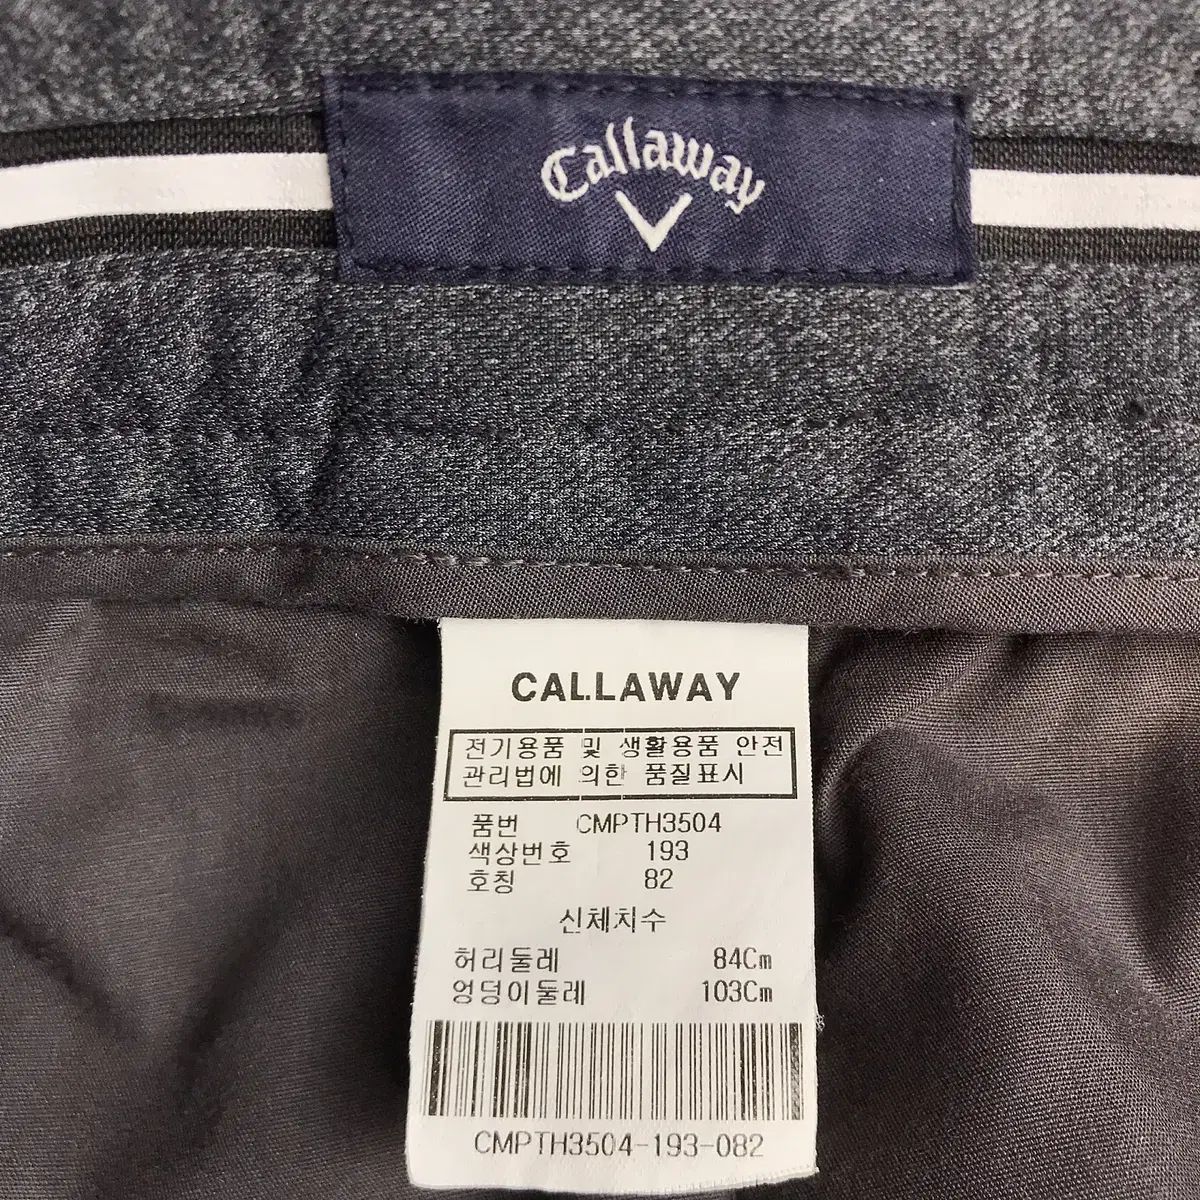 Callaway
CALLAWAY
전기용품 및 생활용품 안전
관리법에 의한 품질표시
품번 CMPTH3504
색상번호 193
호칭 82
신체치수
허리둘레 84Cm
엉덩이둘레 103Cm
CMPTH3504-193-082